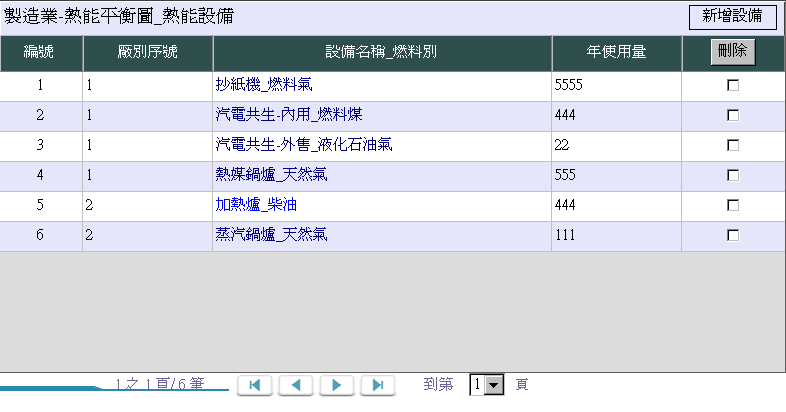 製造業-熱能平衡圖_熱能設備 新增設備
編號 廠別序號 設備名稱_燃料別 年使用量 刪除
1 1 抄紙機_燃料氣 5555
2 1 汽電共生-內用_燃料煤 444
3 1 汽電共生-外售_液化石油氣 22
4 1 熱媒鍋爐_天然氣 555
5 2 加熱爐_柴油 444
6 2 蒸汽鍋爐_天然氣 111
1 之 1 頁/ 6 筆 到第 1 頁